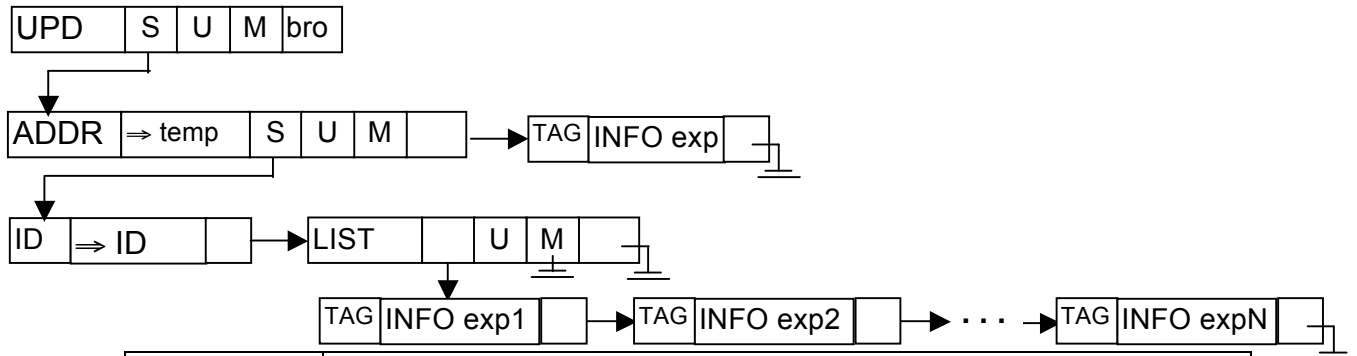 UPD S U M bro
ADDR ⇒ temp S U M TAG INFO exp
ID ⇒ ID LIST U M
TAG INFO exp1 TAG INFO exp2 . . . TAG INFO expN